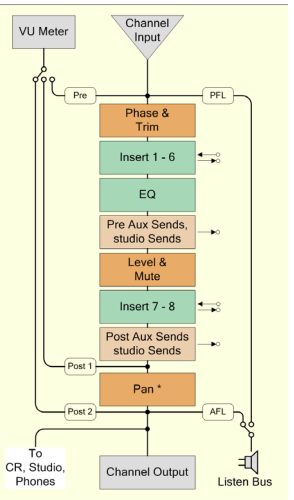 VU Meter
Channel
Input
Pre
PFL
Phase &
Trim
Insert 1 - 6
EQ
Pre Aux Sends,
studio Sends
Level &
Mute
Insert 7 - 8
Post Aux Sends
studio Sends
Post 1
Pan *
Post 2
AFL
To
CR, Studio,
Phones
Channel Output
Listen Bus